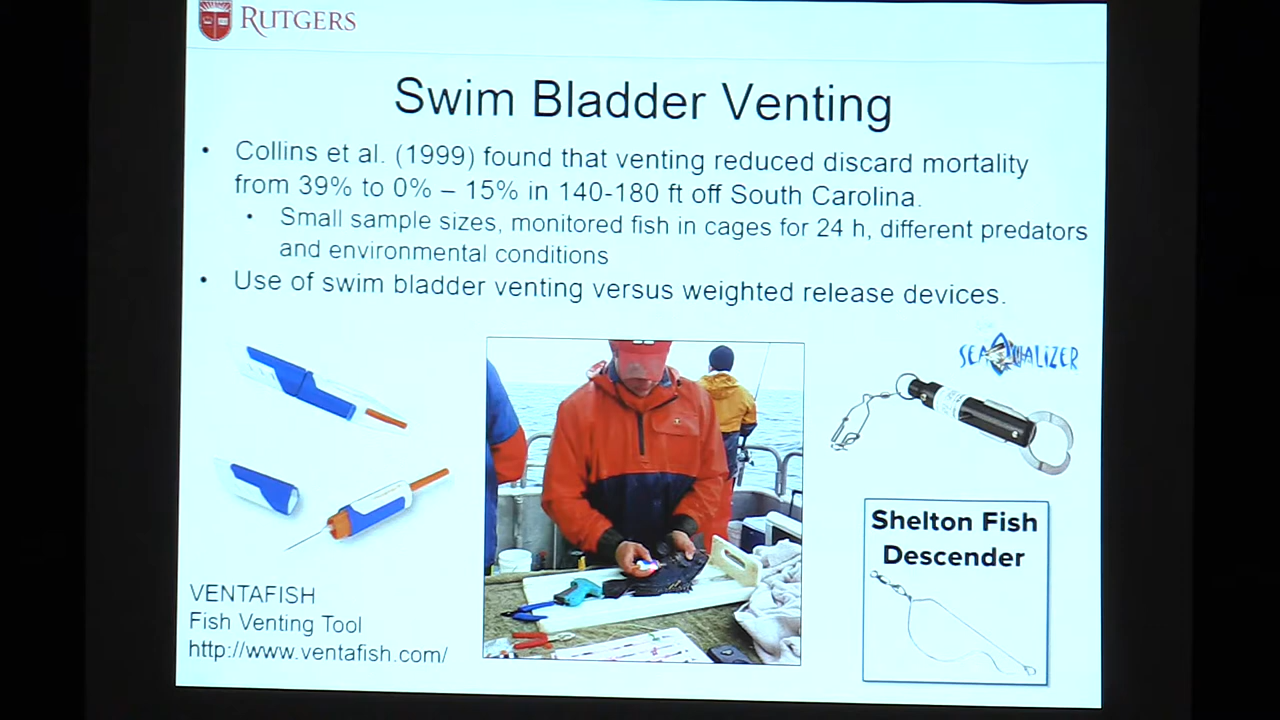 RUTGERS
Swim Bladder Venting
• Collins et al. (1999) found that venting reduced discard mortality
from 39% to 0% – 15% in 140-180 ft off South Carolina.
• Small sample sizes, monitored fish in cages for 24 h, different predators
and environmental conditions
• Use of swim bladder venting versus weighted release devices.
SEAQUALIZER
Shelton Fish
Descender
VENTAFISH
Fish Venting Tool
http://www.ventafish.com/